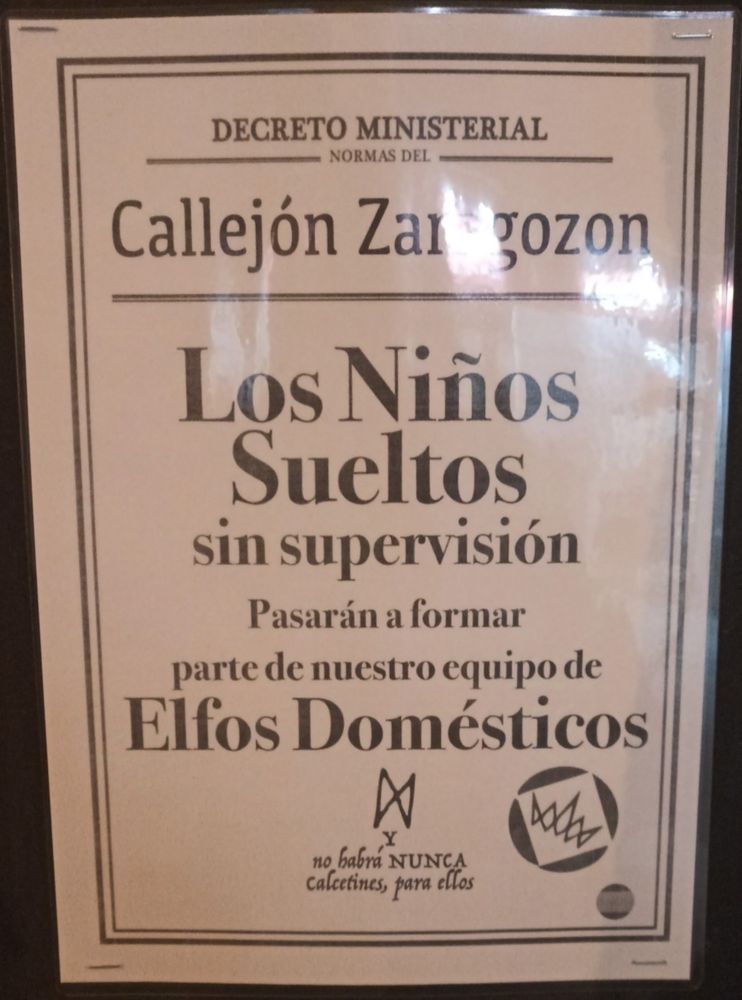 DECRETO MINISTERIAL
NORMAS DEL
Callejón Zaragozon
Los Niños
Sueltos
sin supervisión
Pasarán a formar
parte de nuestro equipo de
Elfos Domésticos
Y
no habrá NUNCA
calcetines, para ellos